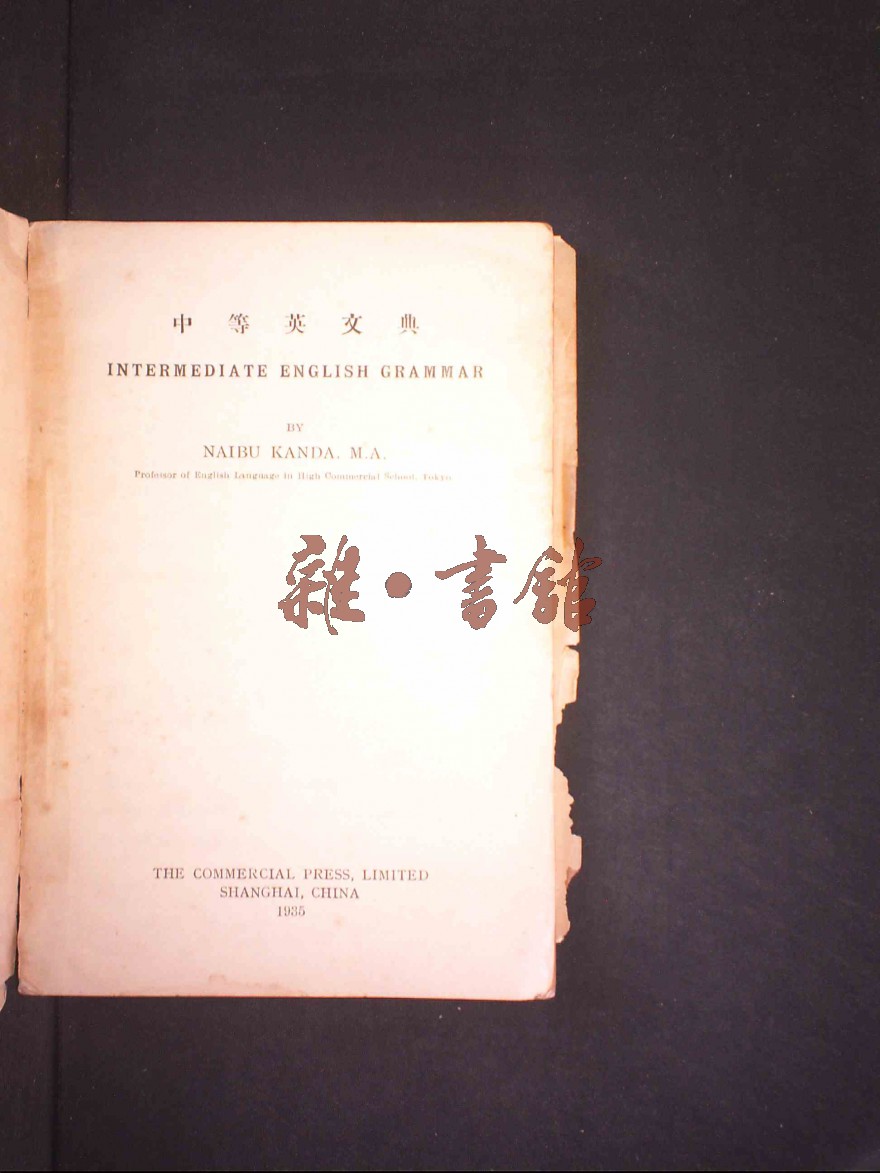 中等英文典
INTERMEDIATE ENGLISH GRAMMAR
BY
NAIBU KANDA, M.A.
Professor of English Language in High Commercial School, Tokyo
雜·書館
THE COMMERCIAL PRESS, LIMITED
SHANGHAI, CHINA
1935